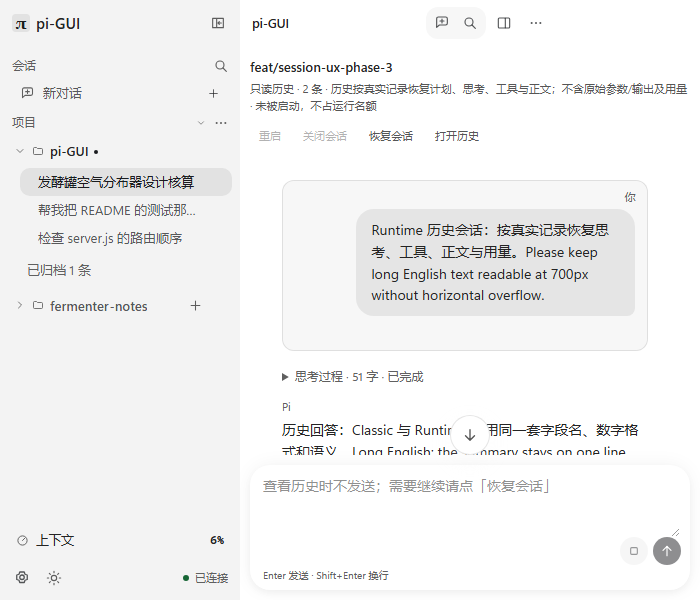 π pi-GUI
会话
新对话
项目
pi-GUI
发酵罐空气分布器设计核算
帮我把 README 的测试那...
检查 server.js 的路由顺序
已归档 1 条
fermenter-notes
上下文 6%
已连接
pi-GUI
feat/session-ux-phase-3
只读历史 · 2 条 · 历史按真实记录恢复计划、思考、工具与正文；不含原始参数/输出及用量
· 未被启动，不占运行名额
重启 关闭会话 恢复会话 打开历史
你
Runtime 历史会话：按真实记录恢复思
考、工具、正文与用量。Please keep
long English text readable at 700px
without horizontal overflow.
思考过程 · 51 字 · 已完成
Pi
历史回答：Classic 与 Runti 用同一套字段名、数字格
式和语义。Long English: the mmary stays on one line
查看历史时不发送；需要继续请点「恢复会话」
Enter 发送 · Shift+Enter 换行